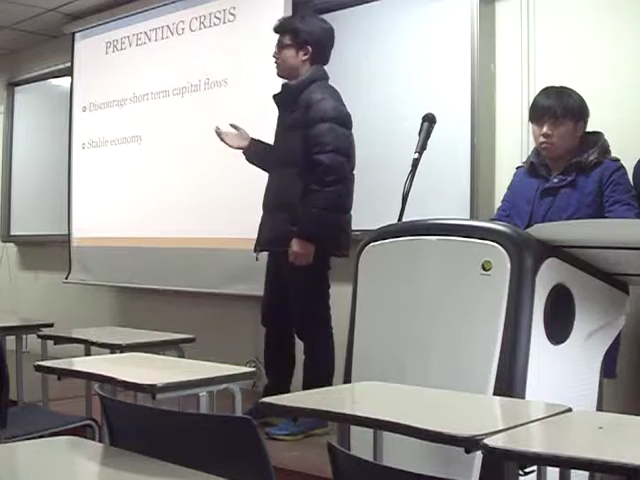 PREVENTING CRISIS
Discourage short term capital flows
Stable economy